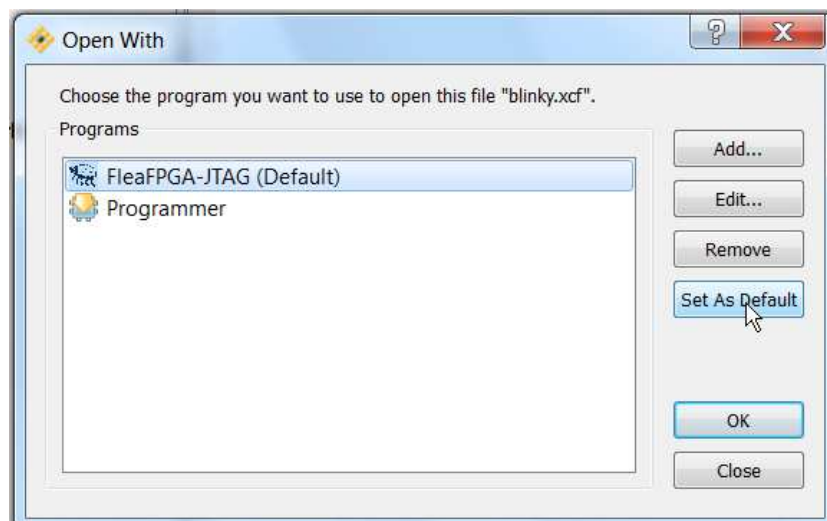 Open With
Choose the program you want to use to open this file "blinky.xcf".
Programs
FleaFPGA-JTAG (Default)
Programmer
Add...
Edit...
Remove
Set As Default
OK
Close